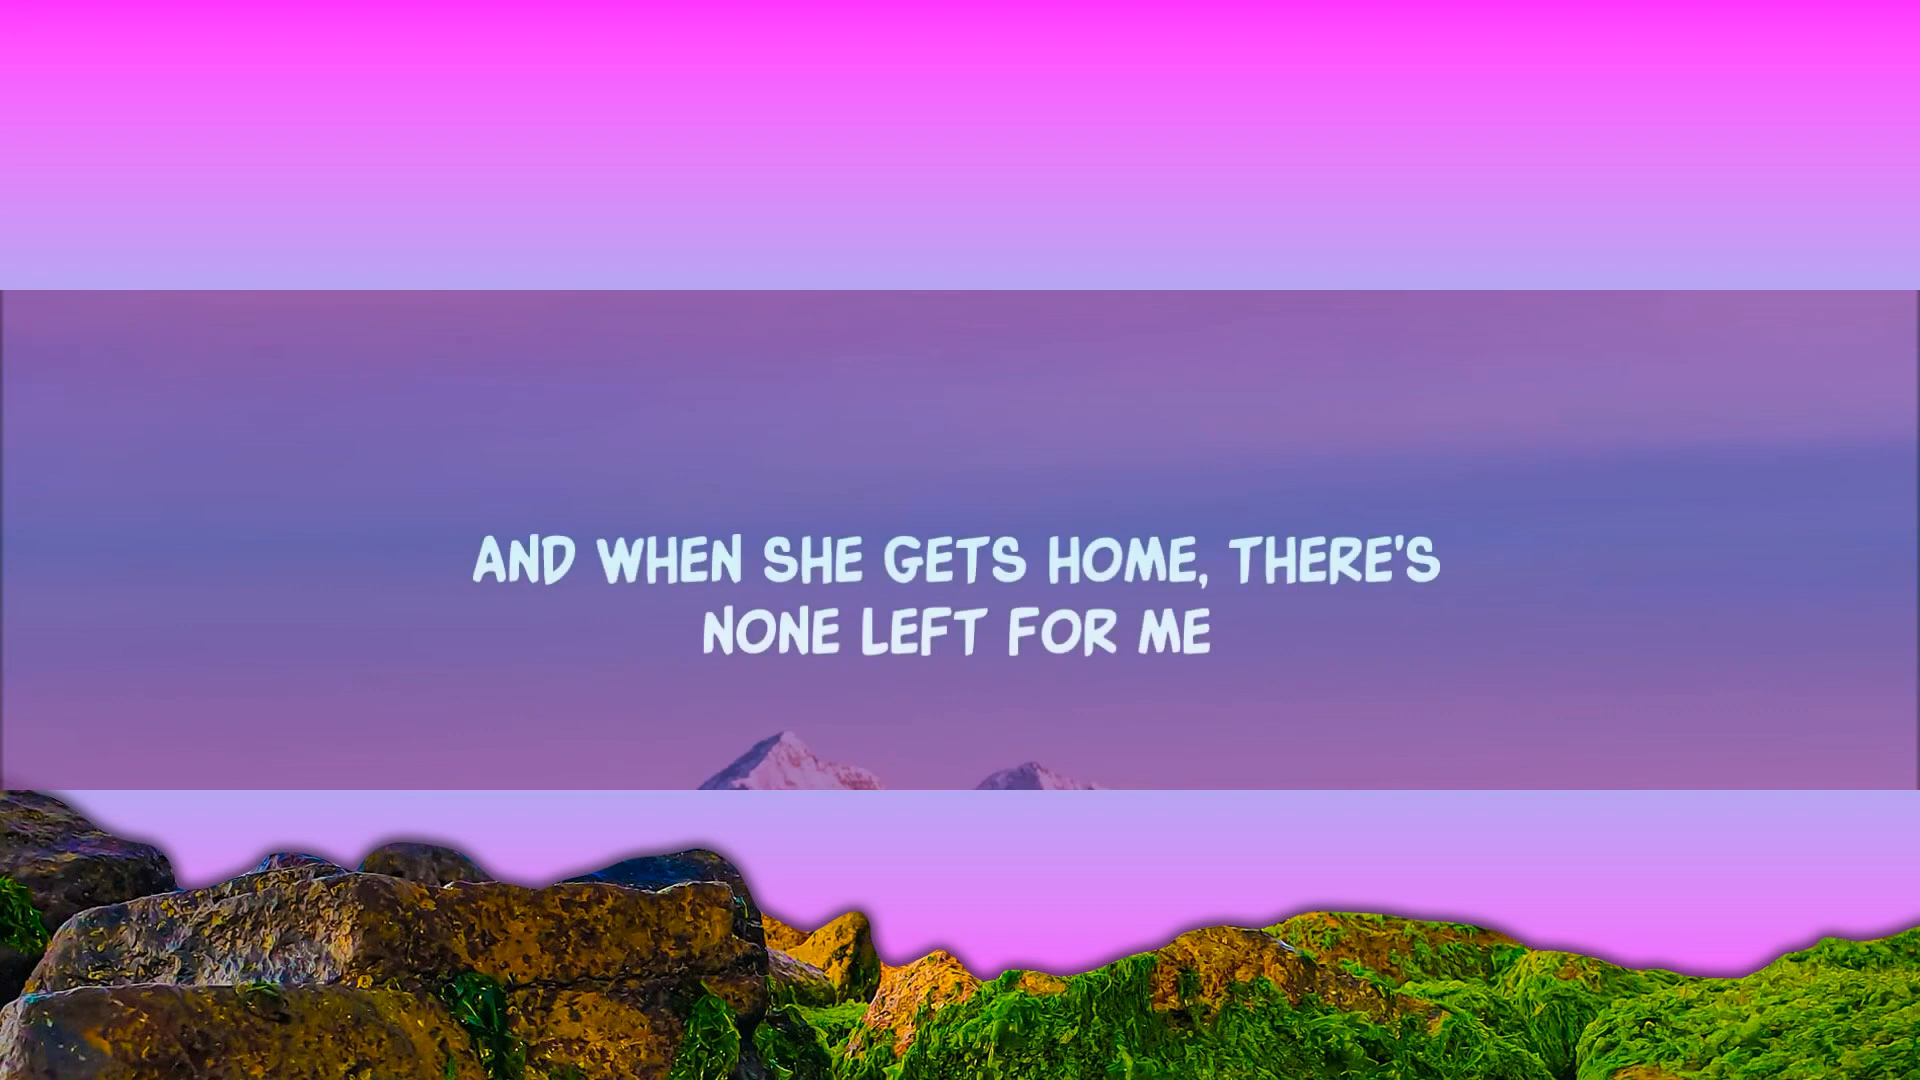 AND WHEN SHE GETS HOME, THERE'S
NONE LEFT FOR ME